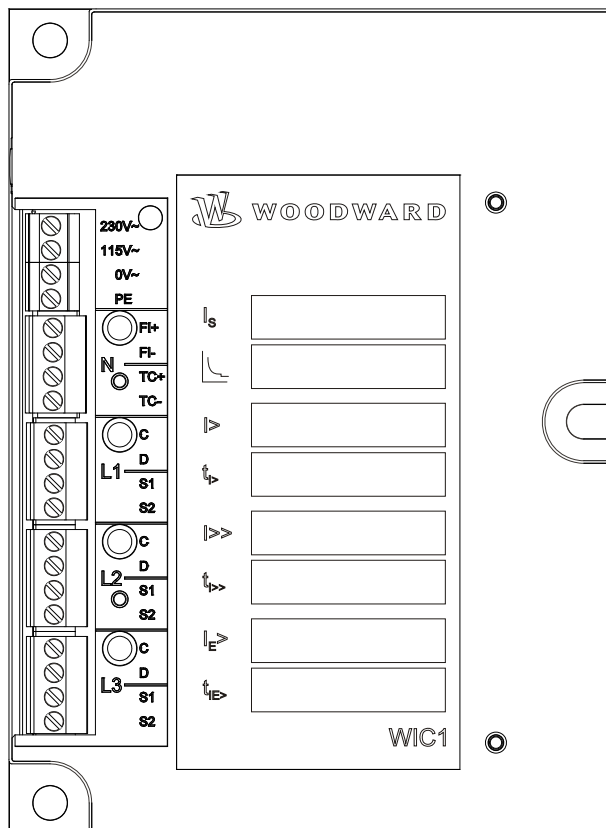 230V~
115V~
0V~
PE
FI+
FI-
N
TC+
TC-
C
D
L1
S1
S2
C
D
L2
S1
S2
C
D
L3
S1
S2
W WOODWARD
IS
I>
tI>
I>>
tI>>
IE>
tIE>
WIC1